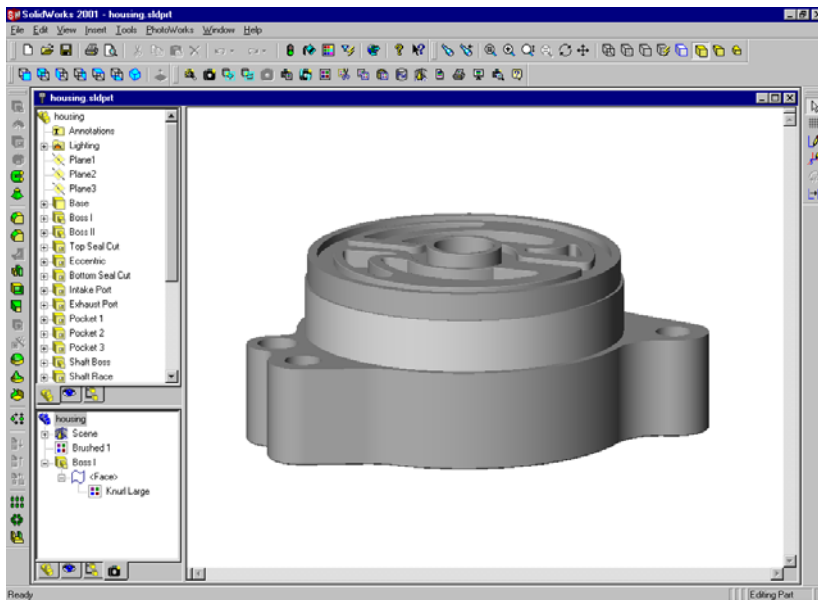 SolidWorks 2001 - housing.sldprt
File Edit View Insert Tools PhotoWorks Window Help
housing.sldprt
housing
Annotations
Lighting
Plane1
Plane2
Plane3
Base
Boss I
Boss II
Top Seal Cut
Eccentric
Bottom Seal Cut
Intake Port
Exhaust Port
Pocket 1
Pocket 2
Pocket 3
Shaft Boss
Shaft Race
housing
Scene
Brushed 1
Boss I
<Face>
Knurl Large
Ready
Editing Part